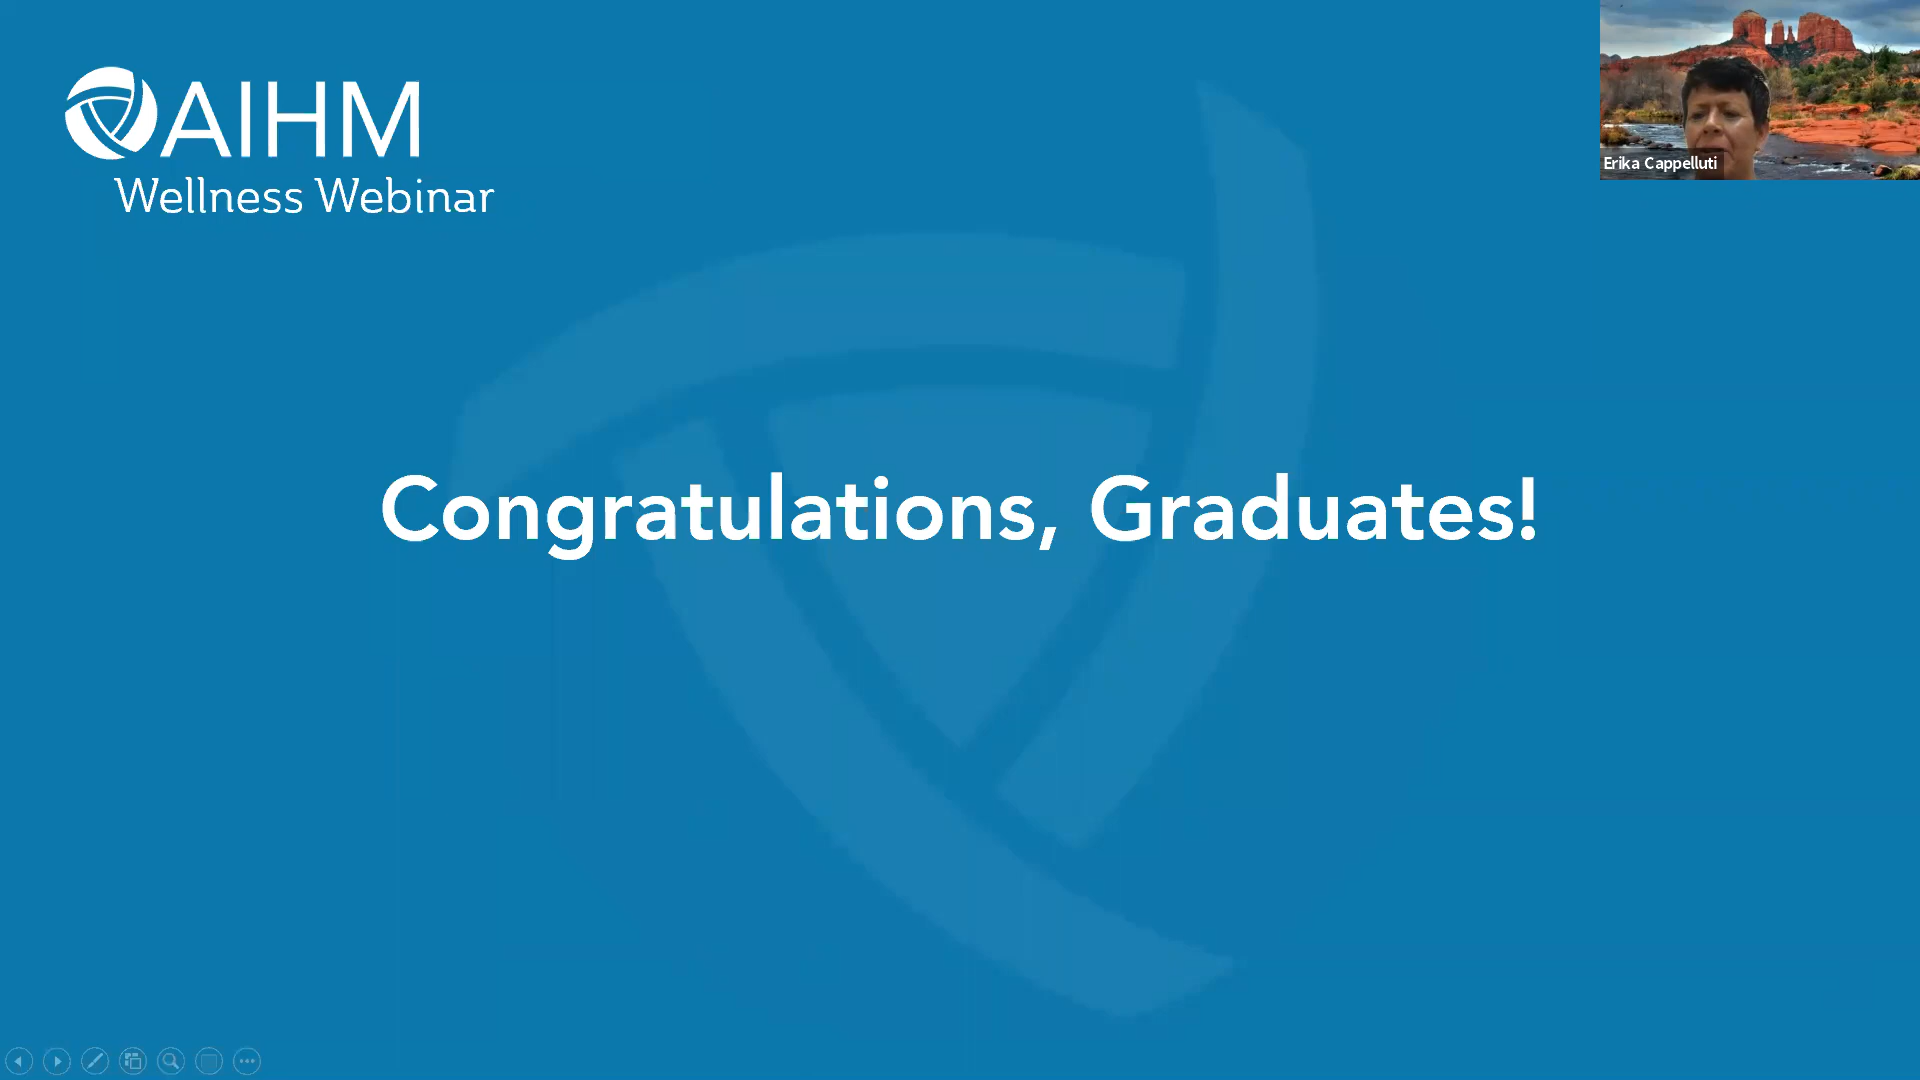 AIHM
Wellness Webinar
Erika Cappelluti
Congratulations, Graduates!